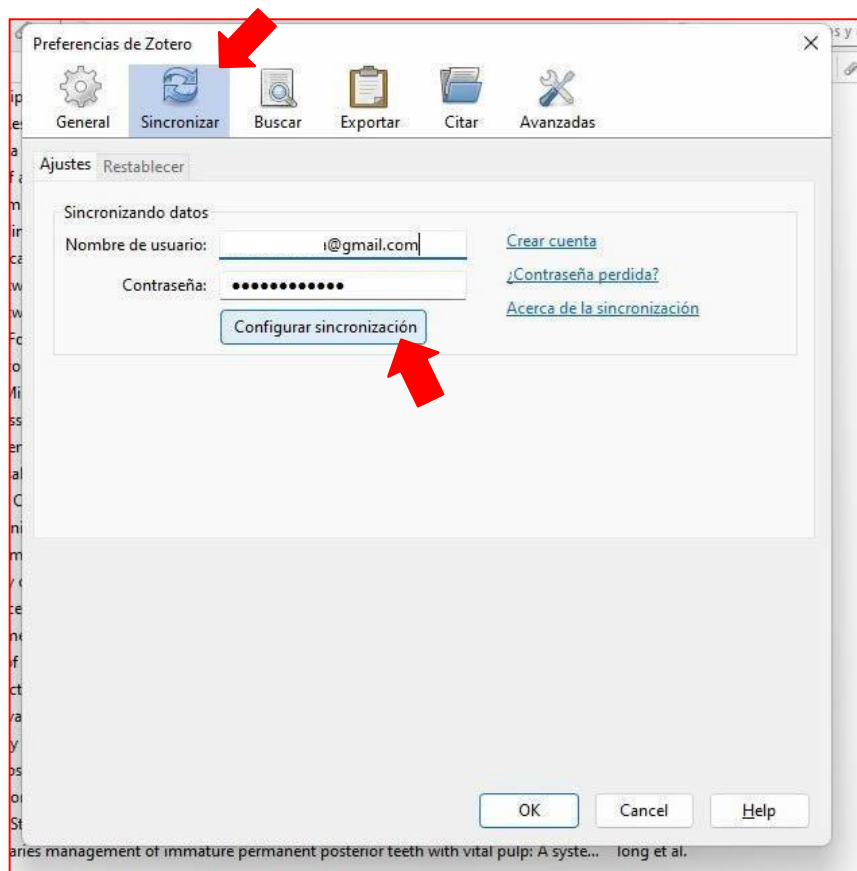 Preferencias de Zotero
General Sincronizar Buscar Exportar Citar Avanzadas
Ajustes Restablecer
Sincronizando datos
Nombre de usuario: @gmail.com
Crear cuenta
Contraseña: ●●●●●●●●●●●●
¿Contraseña perdida?
Configurar sincronización
Acerca de la sincronización
OK Cancel Help
aries management of immature permanent posterior teeth with vital pulp: A syste... Tong et al.